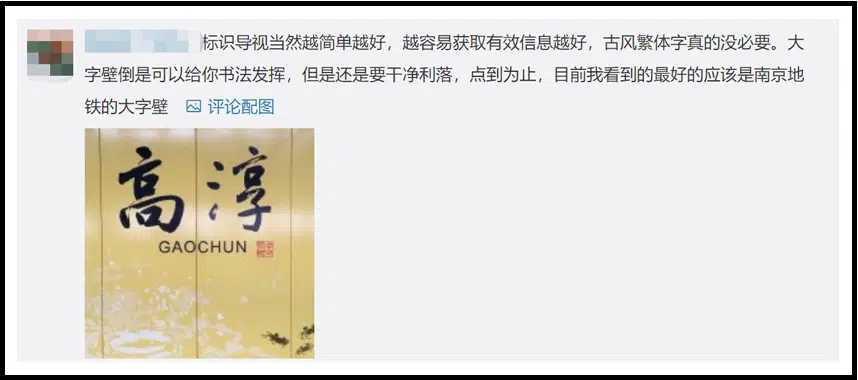 标识导视当然越简单越好，越容易获取有效信息越好，古风繁体字真的没必要。大
字壁倒是可以给你书法发挥，但是还是要干净利落，点到为止，目前我看到的最好的应该是南京地
铁的大字壁 评论配图
高淳
GAOCHUN